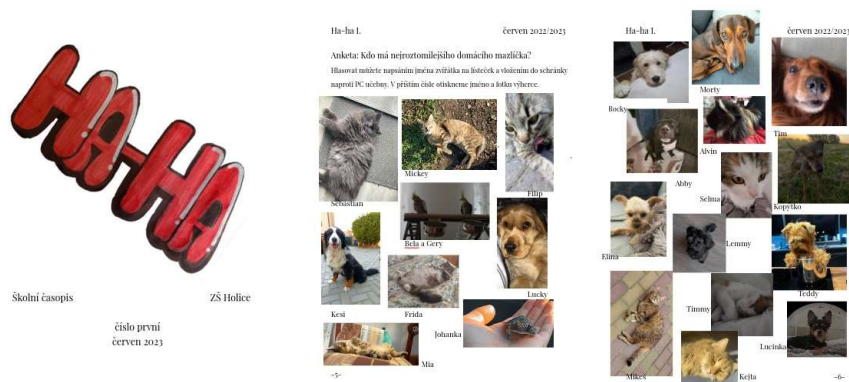 HA-HA
Školní časopis
ZŠ Holice
číslo první
červen 2023
Ha-ha I.
červen 2022/2023
Anketa: Kdo má nejroztomilejšího domácího mazlíčka?
Hlasovat můžete napsáním jména zvířátka na lísteček a vložením do schránky
naproti PC učebny. V příštím čísle otiskneme jméno a fotku výherce.
Sebastian
Mickey
Filip
Bela a Gery
Kesi
Frida
Lucky
Johanka
Mia
-5-
Ha-ha I.
červen 2022/2023
Rocky
Morty
Tim
Alvin
Abby
Selma
Kopýtko
Elina
Lemmy
Teddy
Timmy
Lucinka
Mikeš
Kejta
-6-